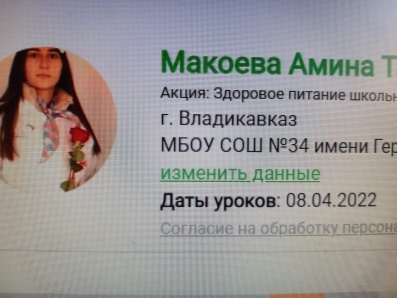 Макоева Амина
Акция: Здоровое питание
г. Владикавказ
МБОУ СОШ №34 имени
изменить данные
Даты уроков: 08.04.2022
Согласие на обработку